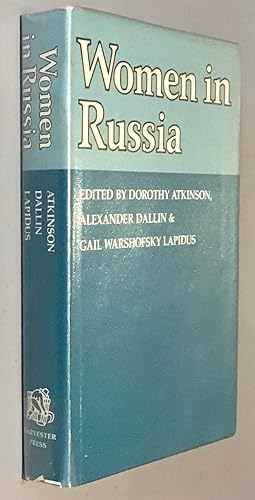 Women in
Russia
EDITED BY DOROTHY ATKINSON,
ALEXANDER DALLIN &
GAIL WARSHOFSKY LAPIDUS
Women
in Russia
ATKINSON
DALLIN
LAPIDUS
HARVESTER
PRESS